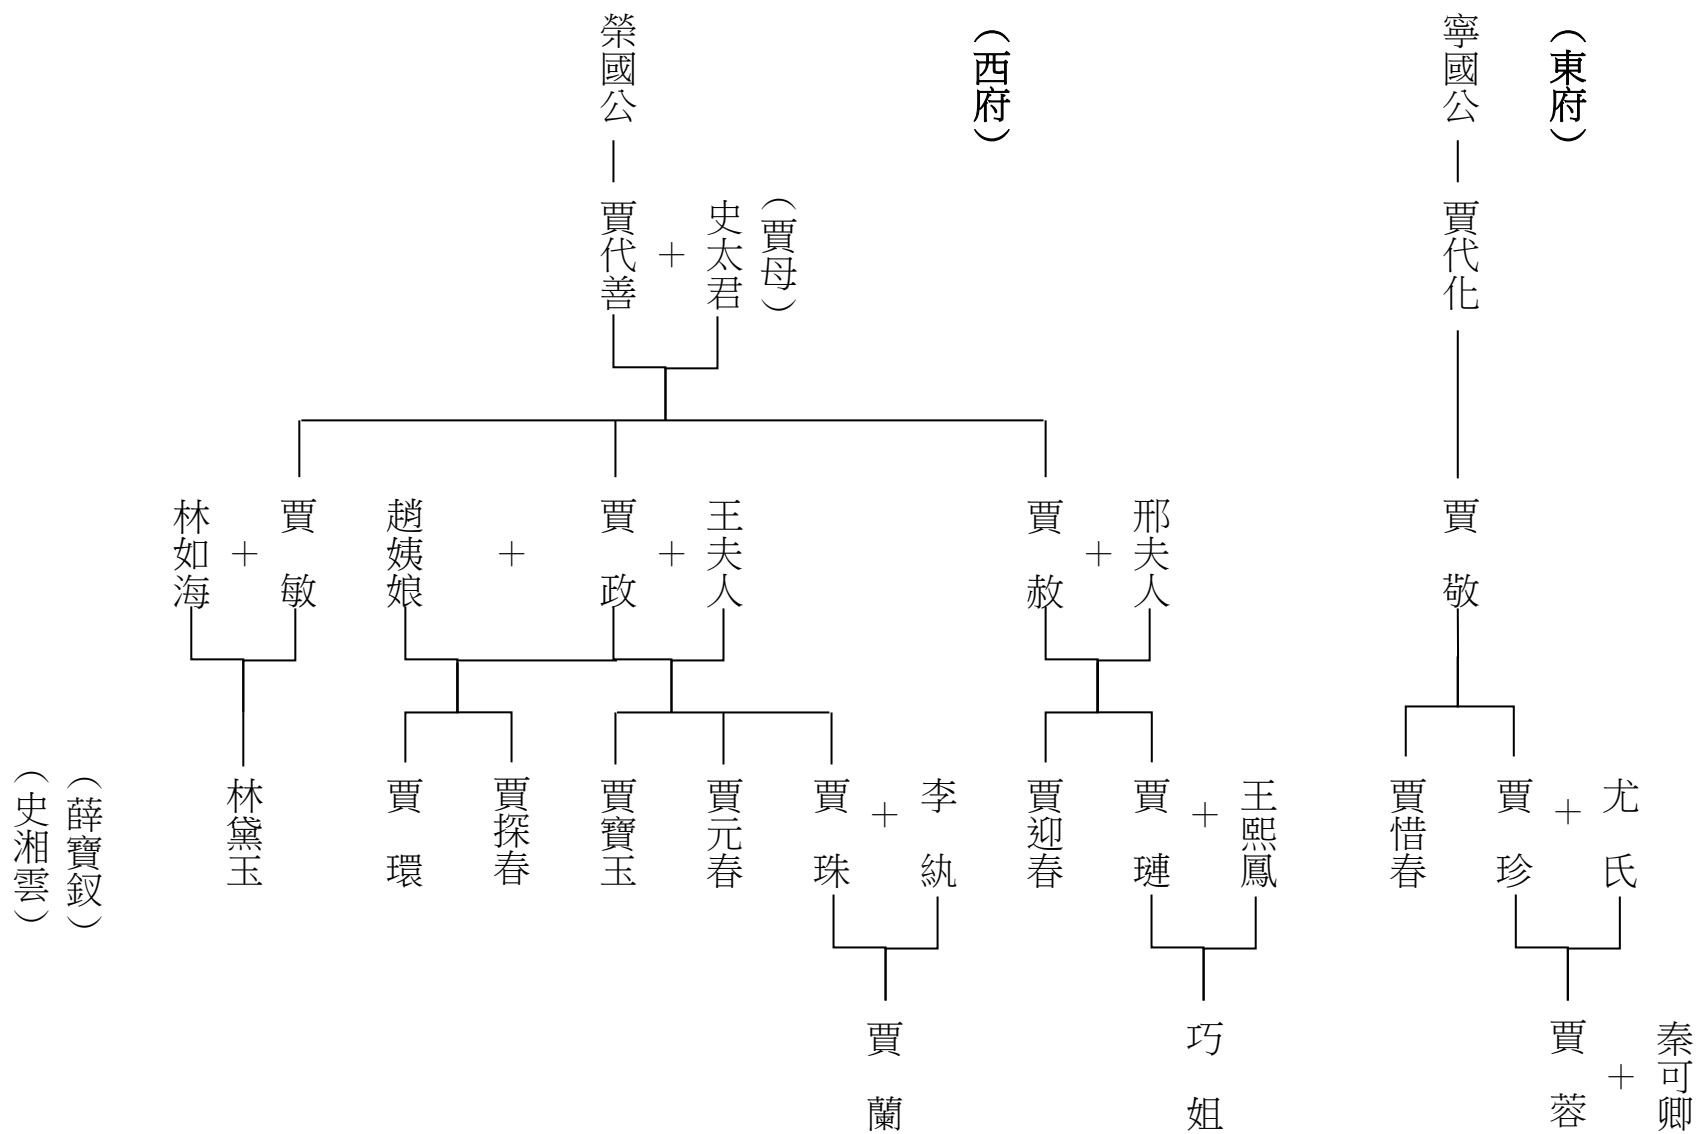 （東府）
寧國公
賈代化
賈敬
尤氏
＋
賈珍
賈惜春
秦可卿
＋
賈蓉
（西府）
榮國公
（賈母）
史太君
＋
賈代善
邢夫人
＋
賈赦
王夫人
＋
賈政
＋
趙姨娘
賈敏
＋
林如海
王熙鳳
＋
賈璉
賈迎春
李紈
＋
賈珠
賈元春
賈寶玉
賈探春
賈環
林黛玉
（薛寶釵）
（史湘雲）
巧姐
賈蘭